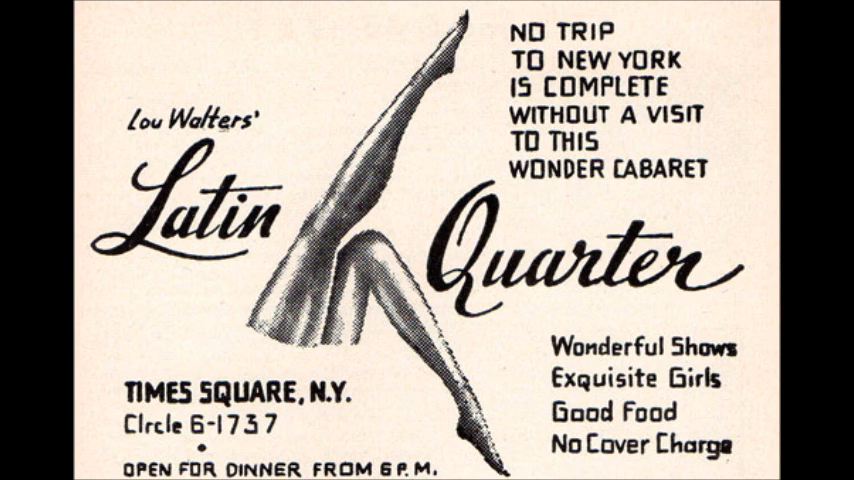 NO TRIP
TO NEW YORK
IS COMPLETE
WITHOUT A VISIT
TO THIS
WONDER CABARET
Lou Walters'
Latin Quarter
Wonderful Shows
Exquisite Girls
Good Food
No Cover Charge
TIMES SQUARE, N.Y.
CIrcle 6-1737
OPEN FOR DINNER FROM 6 P.M.